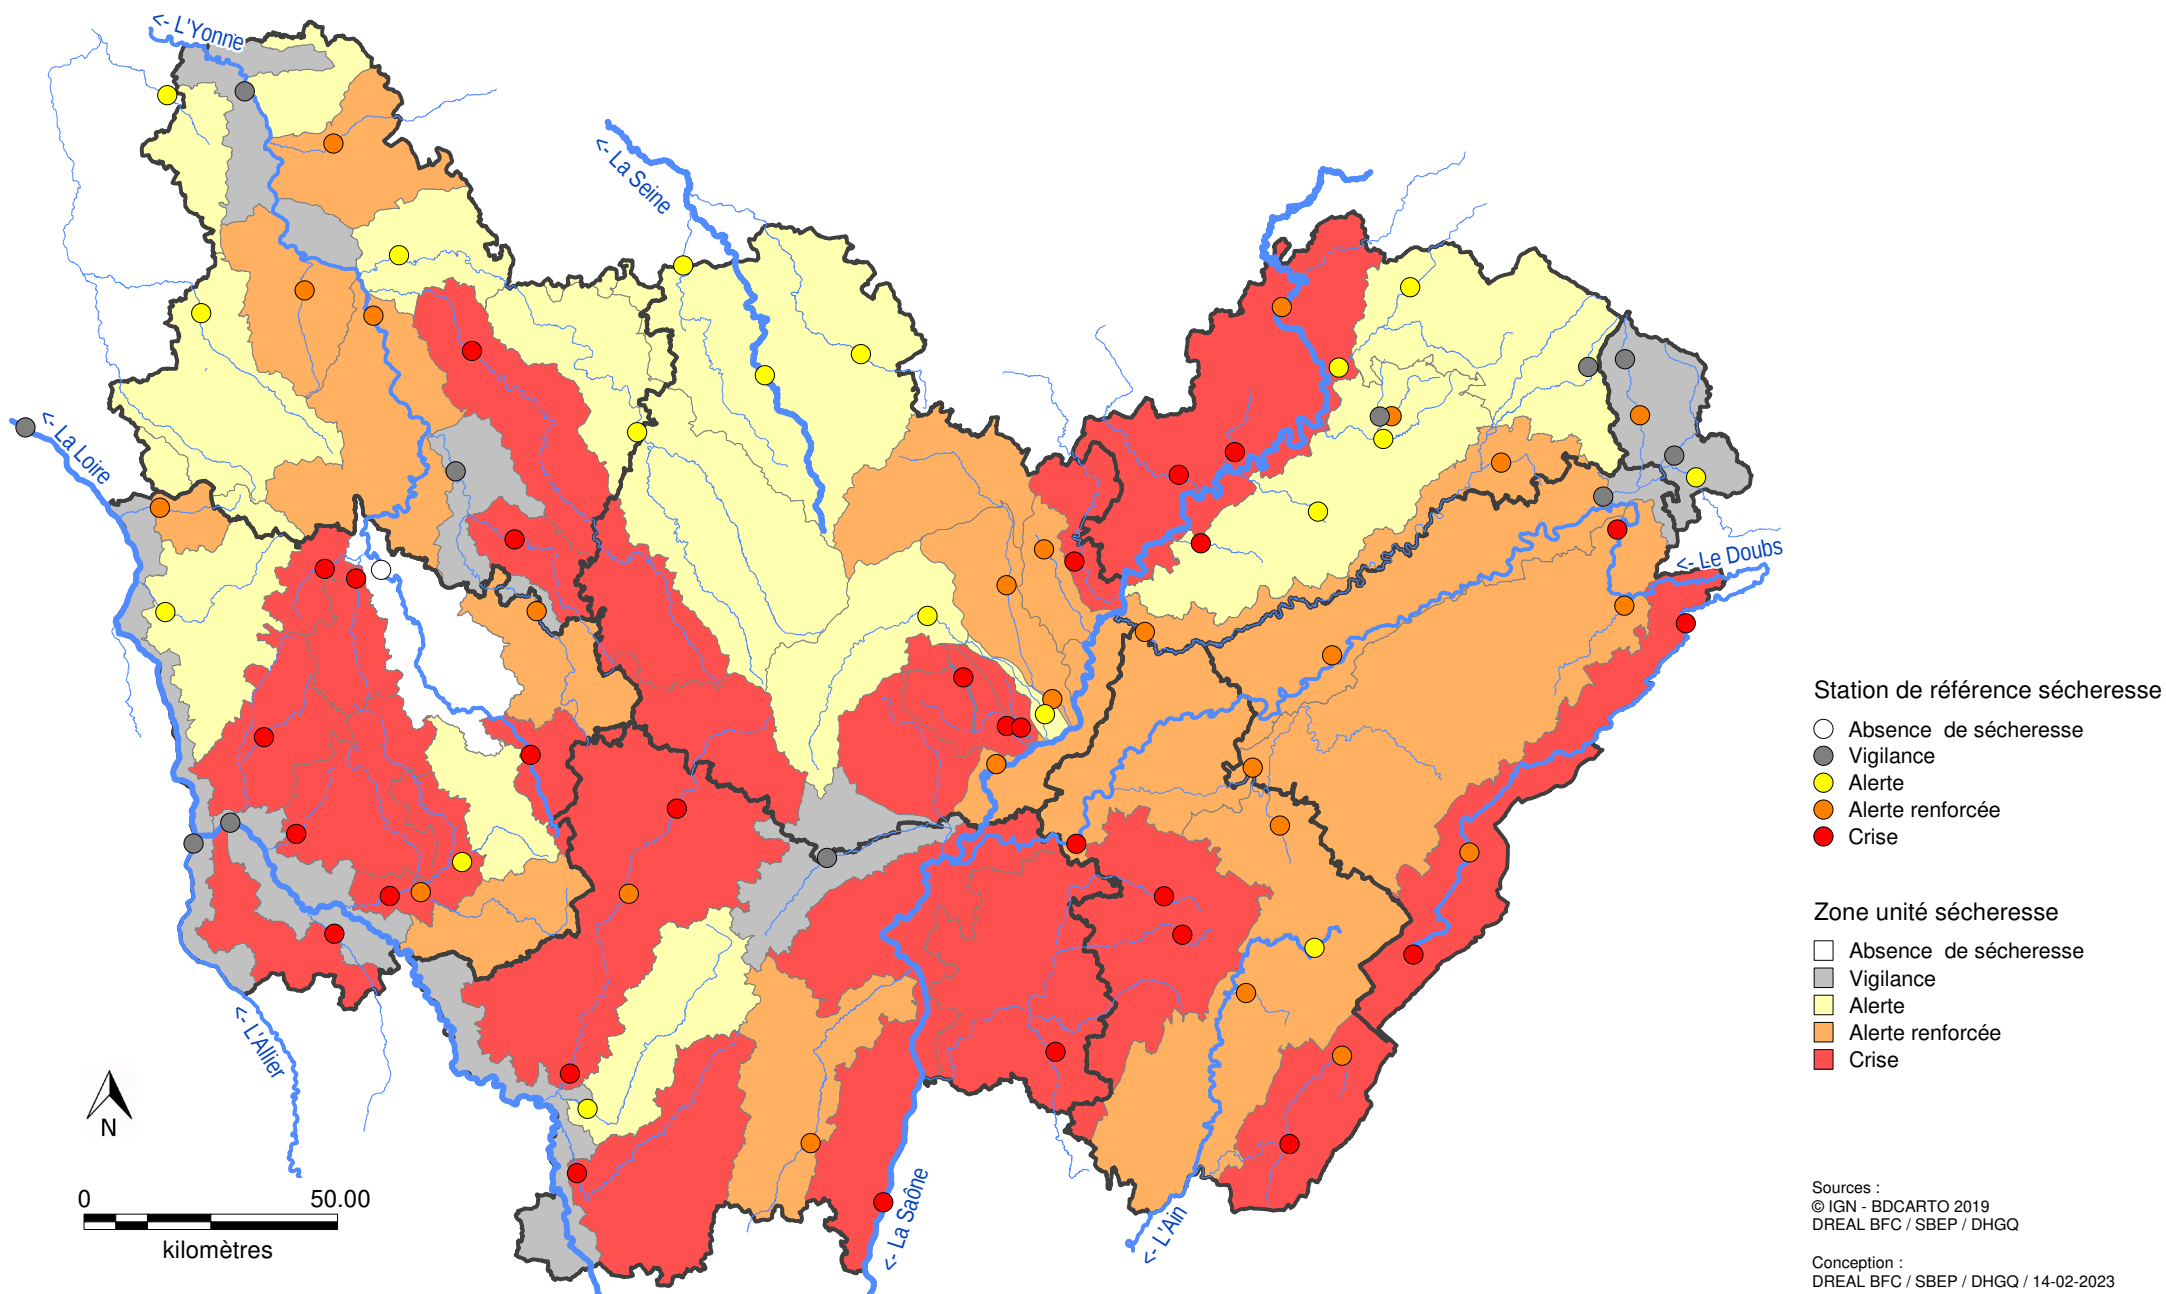 <- L'Yonne
<- La Seine
<- La Loire
<- Le Doubs
<- L'Allier
<- La Saône
<- L'Ain
Station de référence sécheresse
Absence de sécheresse
Vigilance
Alerte
Alerte renforcée
Crise
Zone unité sécheresse
Absence de sécheresse
Vigilance
Alerte
Alerte renforcée
Crise
N
0 50.00
kilomètres
Sources :
© IGN - BDCARTO 2019
DREAL BFC / SBEP / DHGQ
Conception :
DREAL BFC / SBEP / DHGQ / 14-02-2023